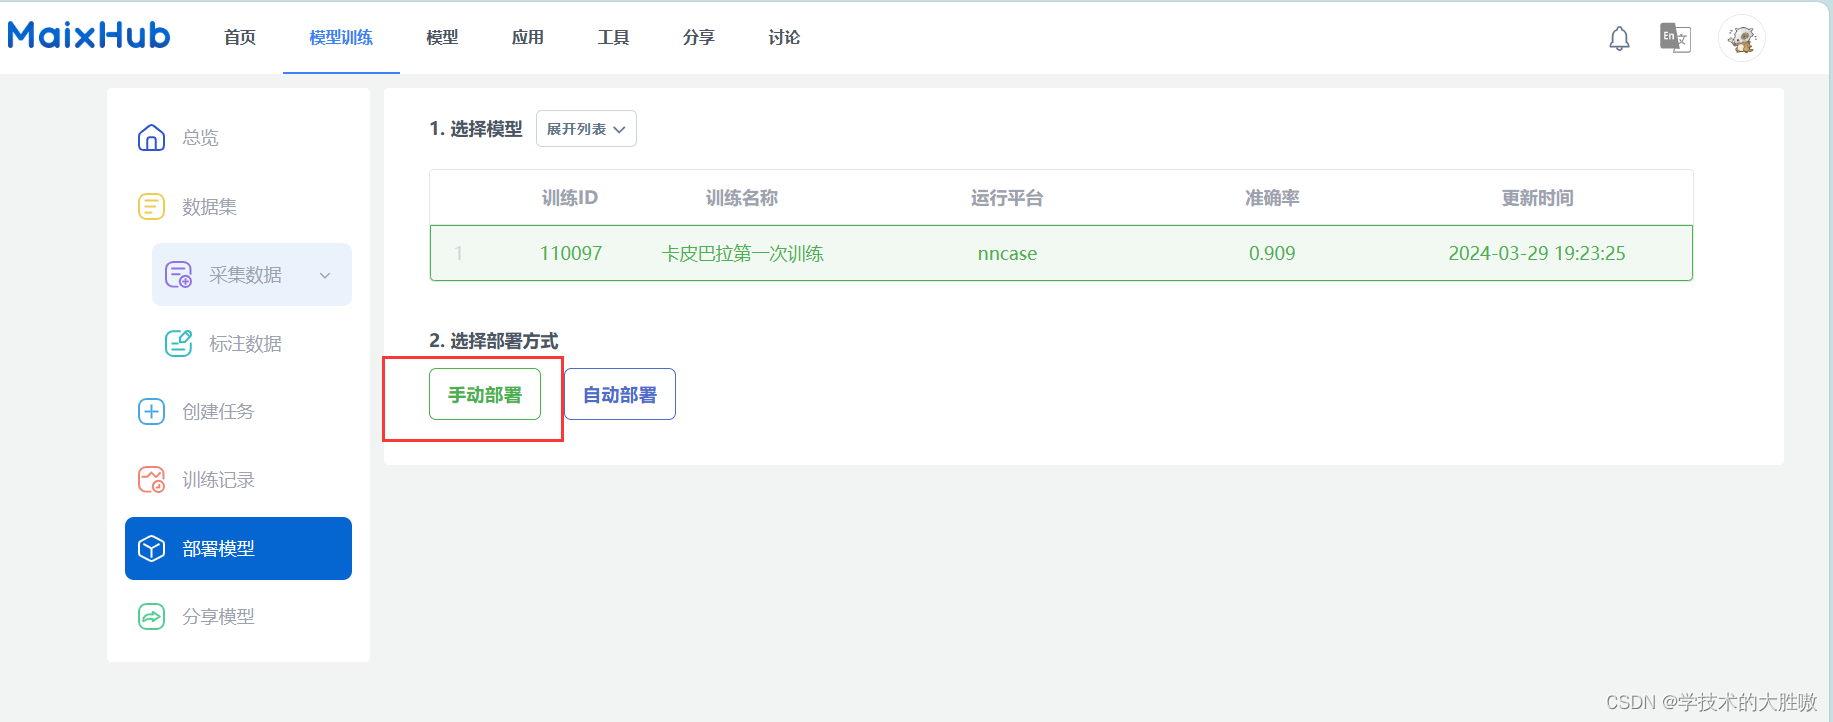 MaixHub 首页 模型训练 模型 应用 工具 分享 讨论 En 文
总览
数据集
采集数据
标注数据
创建任务
训练记录
部署模型
分享模型
1. 选择模型 展开列表
训练ID 训练名称 运行平台 准确率 更新时间
1 110097 卡皮巴拉第一次训练 nncase 0.909 2024-03-29 19:23:25
2. 选择部署方式
手动部署 自动部署
CSDN @学技术的大胜嗷